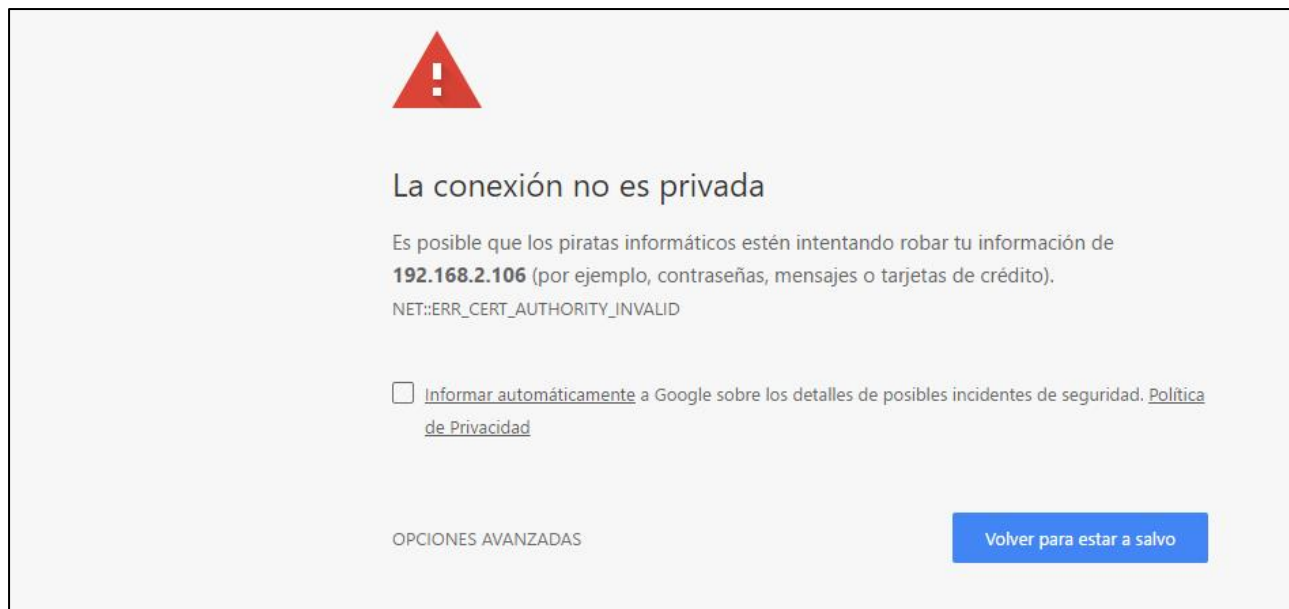 La conexión no es privada
Es posible que los piratas informáticos estén intentando robar tu información de
192.168.2.106 (por ejemplo, contraseñas, mensajes o tarjetas de crédito).
NET::ERR_CERT_AUTHORITY_INVALID
Informar automáticamente a Google sobre los detalles de posibles incidentes de seguridad. Política
de Privacidad
OPCIONES AVANZADAS
Volver para estar a salvo